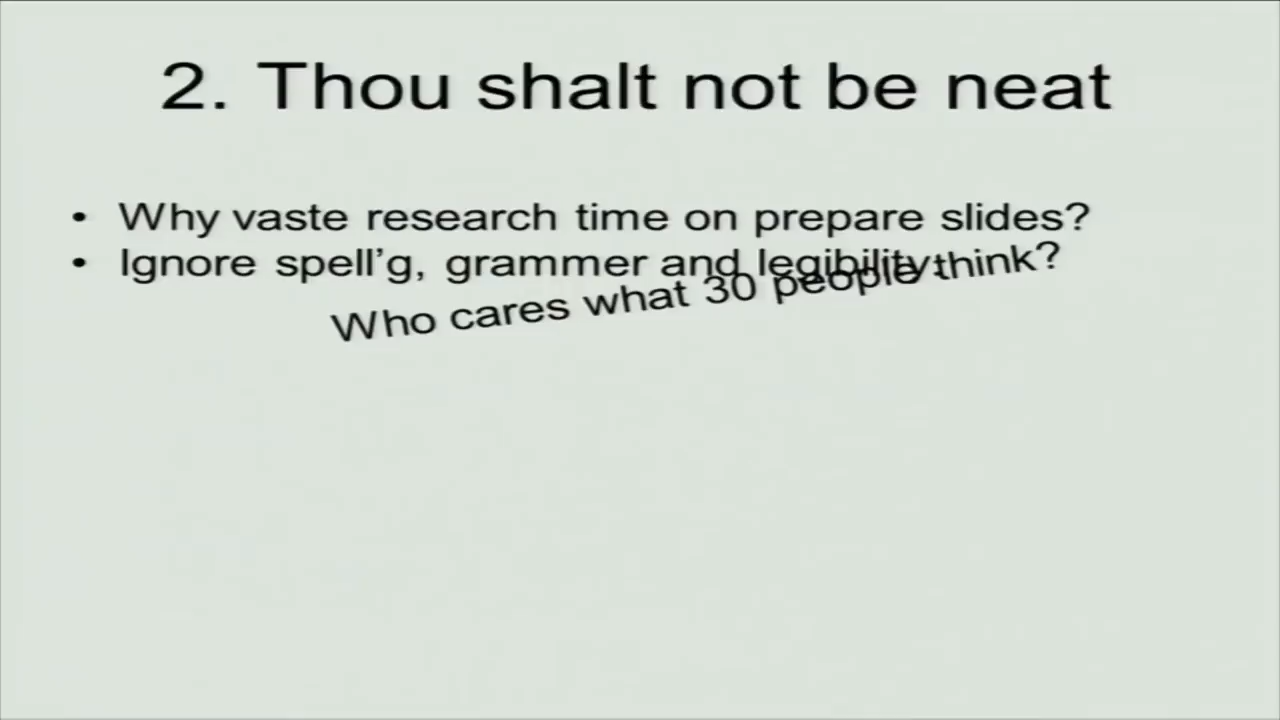 2. Thou shalt not be neat
• Why vaste research time on prepare slides?
• Ignore spell’g, grammer and legibility.
Who cares what 30 people think?